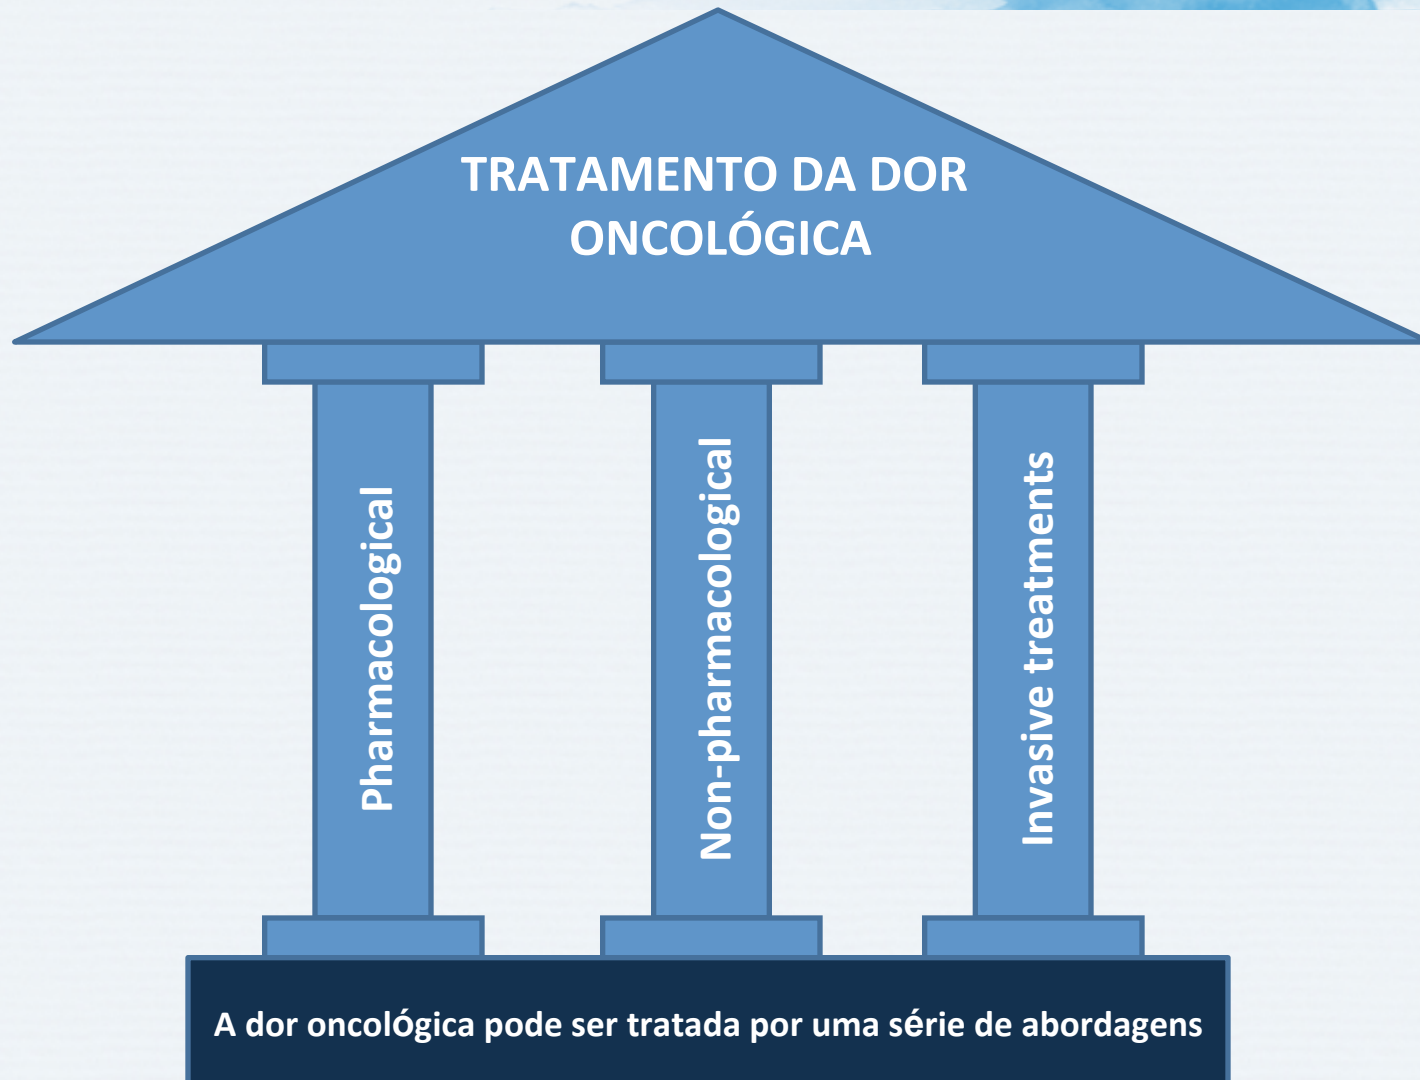 TRATAMENTO DA DOR
ONCOLÓGICA
Pharmacological
Non-pharmacological
Invasive treatments
A dor oncológica pode ser tratada por uma série de abordagens